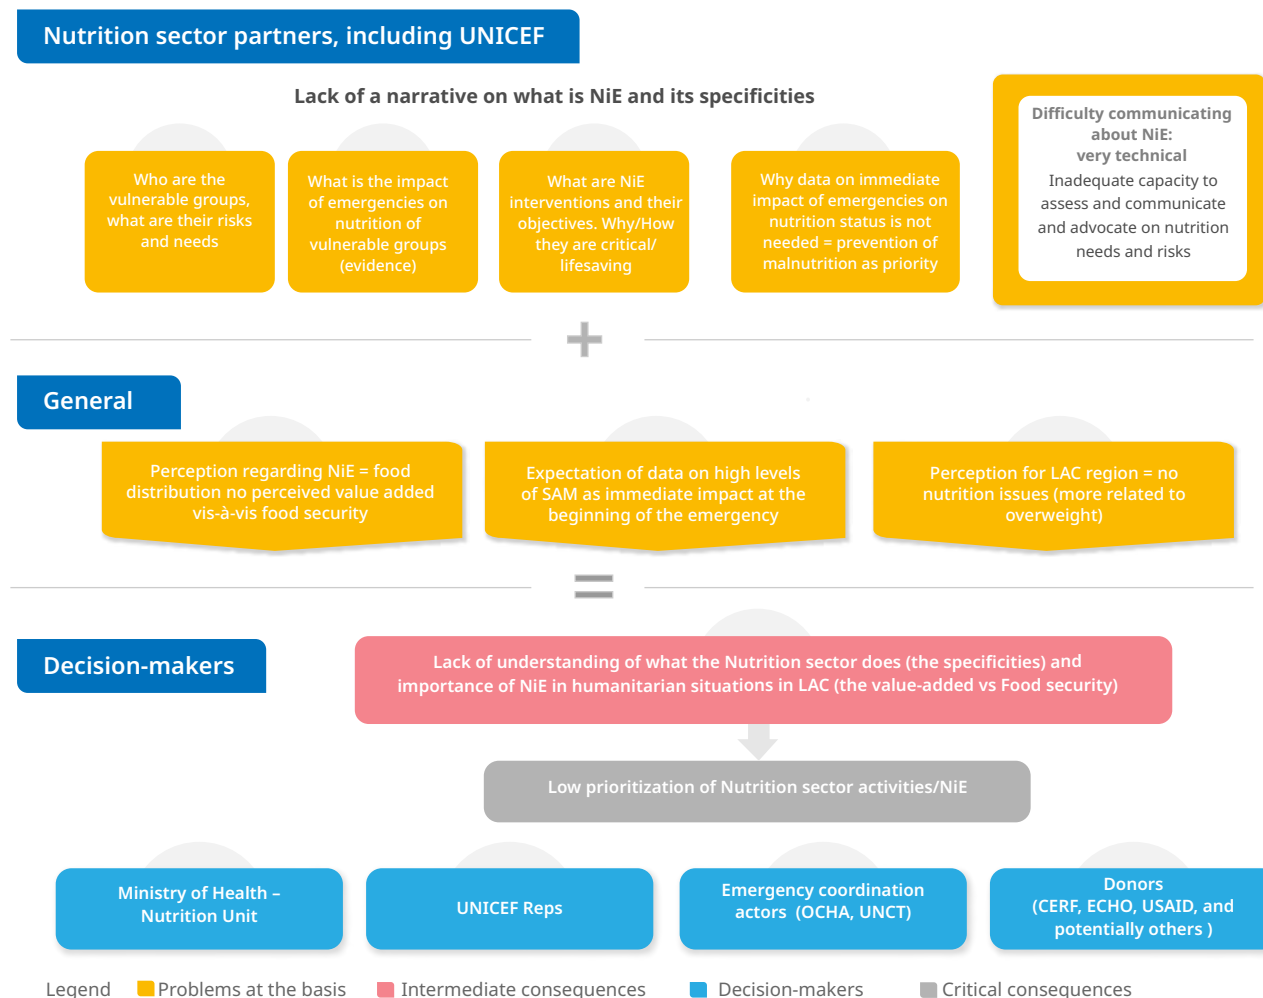 Nutrition sector partners, including UNICEF
Lack of a narrative on what is NiE and its specificities
Who are the
vulnerable groups,
what are their risks
and needs
What is the impact
of emergencies on
nutrition of
vulnerable groups
(evidence)
What are NiE
interventions and their
objectives. Why/How
they are critical/
lifesaving
Why data on immediate
impact of emergencies on
nutrition status is not
needed = prevention of
malnutrition as priority
Difficulty communicating
about NiE:
very technical
Inadequate capacity to
assess and communicate
and advocate on nutrition
needs and risks
+
General
Perception regarding NiE = food
distribution no perceived value added
vis-à-vis food security
Expectation of data on high levels
of SAM as immediate impact at the
beginning of the emergency
Perception for LAC region = no
nutrition issues (more related to
overweight)
=
Decision-makers
Lack of understanding of what the Nutrition sector does (the specificities) and
importance of NiE in humanitarian situations in LAC (the value-added vs Food security)
Low prioritization of Nutrition sector activities/NiE
Ministry of Health –
Nutrition Unit
UNICEF Reps
Emergency coordination
actors (OCHA, UNCT)
Donors
(CERF, ECHO, USAID, and
potentially others )
Legend Problems at the basis Intermediate consequences Decision-makers Critical consequences